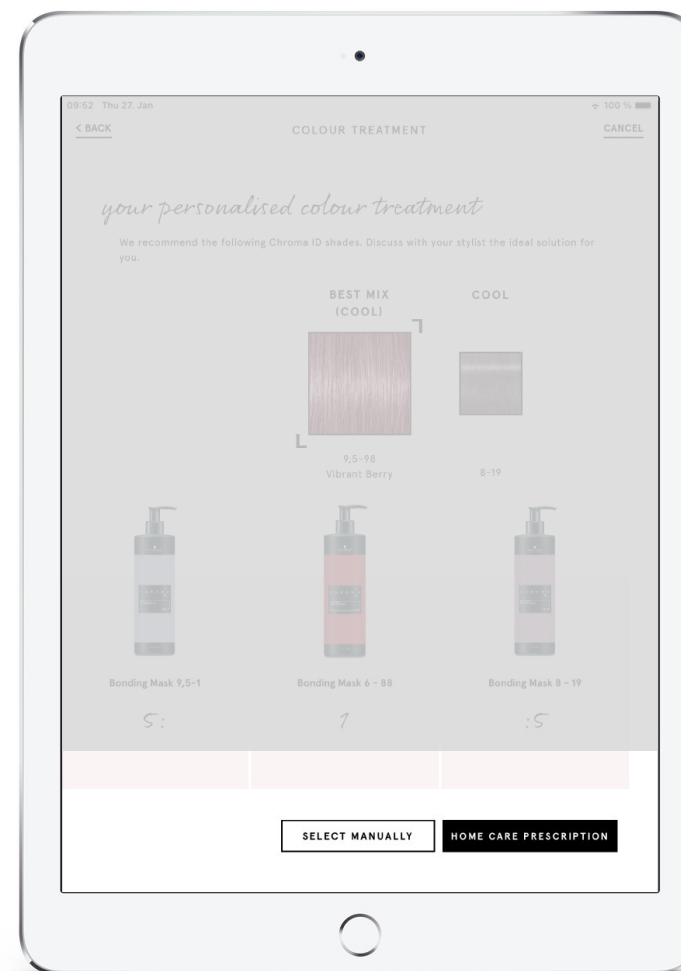 09:52 Thu 27. Jan
100 %
< BACK
COLOUR TREATMENT
CANCEL
your personalised colour treatment
We recommend the following Chroma ID shades. Discuss with your stylist the ideal solution for
you.
BEST MIX
(COOL)
COOL
9,5-98
Vibrant Berry
8-19
Bonding Mask 9,5-1
Bonding Mask 6 - 88
Bonding Mask 8 - 19
5 :
1
:5
SELECT MANUALLY
HOME CARE PRESCRIPTION